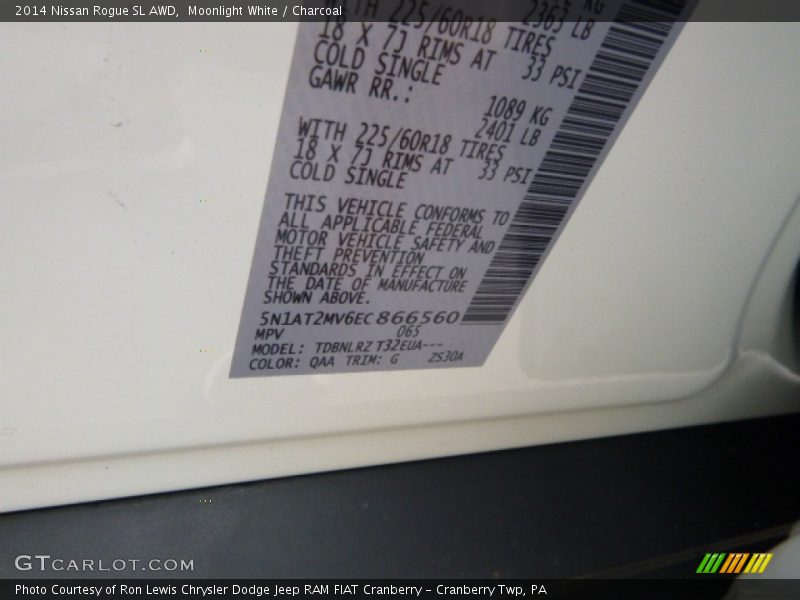 2014 Nissan Rogue SL AWD,  Moonlight White / Charcoal
KG
2363 LB
WITH 225/60R18 TIRES
18 X 7J RIMS AT 33 PSI
COLD SINGLE
GAWR RR.:
1089 KG
2401 LB
WITH 225/60R18 TIRES
18 X 7J RIMS AT 33 PSI
COLD SINGLE
THIS VEHICLE CONFORMS TO
ALL APPLICABLE FEDERAL
MOTOR VEHICLE SAFETY AND
THEFT PREVENTION
STANDARDS IN EFFECT ON
THE DATE OF MANUFACTURE
SHOWN ABOVE.
5N1AT2MV6EC866560
MPV 065
MODEL: TDBNLRZ T32EUA---
COLOR: QAA TRIM: G ZS30A
GTCARLOT.COM
Photo Courtesy of Ron Lewis Chrysler Dodge Jeep RAM FIAT Cranberry – Cranberry Twp, PA